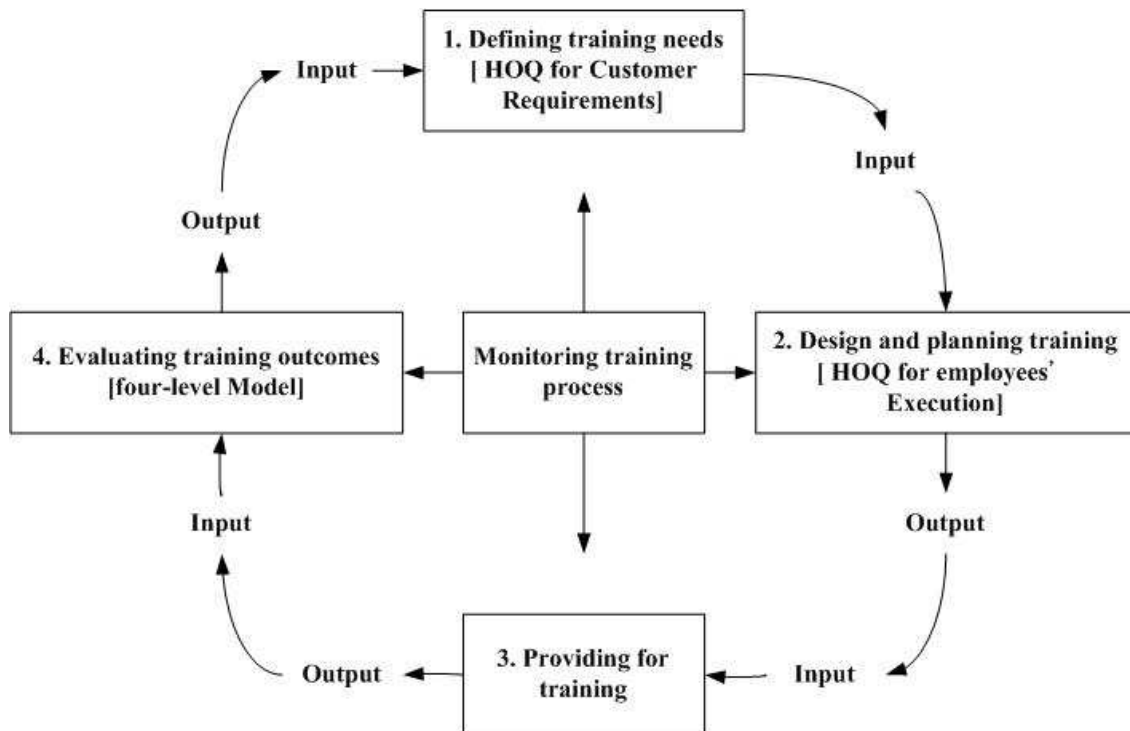 1. Defining training needs
[ HOQ for Customer
Requirements]
Input
Input
Output
4. Evaluating training outcomes
[four-level Model]
Monitoring training
process
2. Design and planning training
[ HOQ for employees'
Execution]
Input
Output
3. Providing for
training
Output
Input